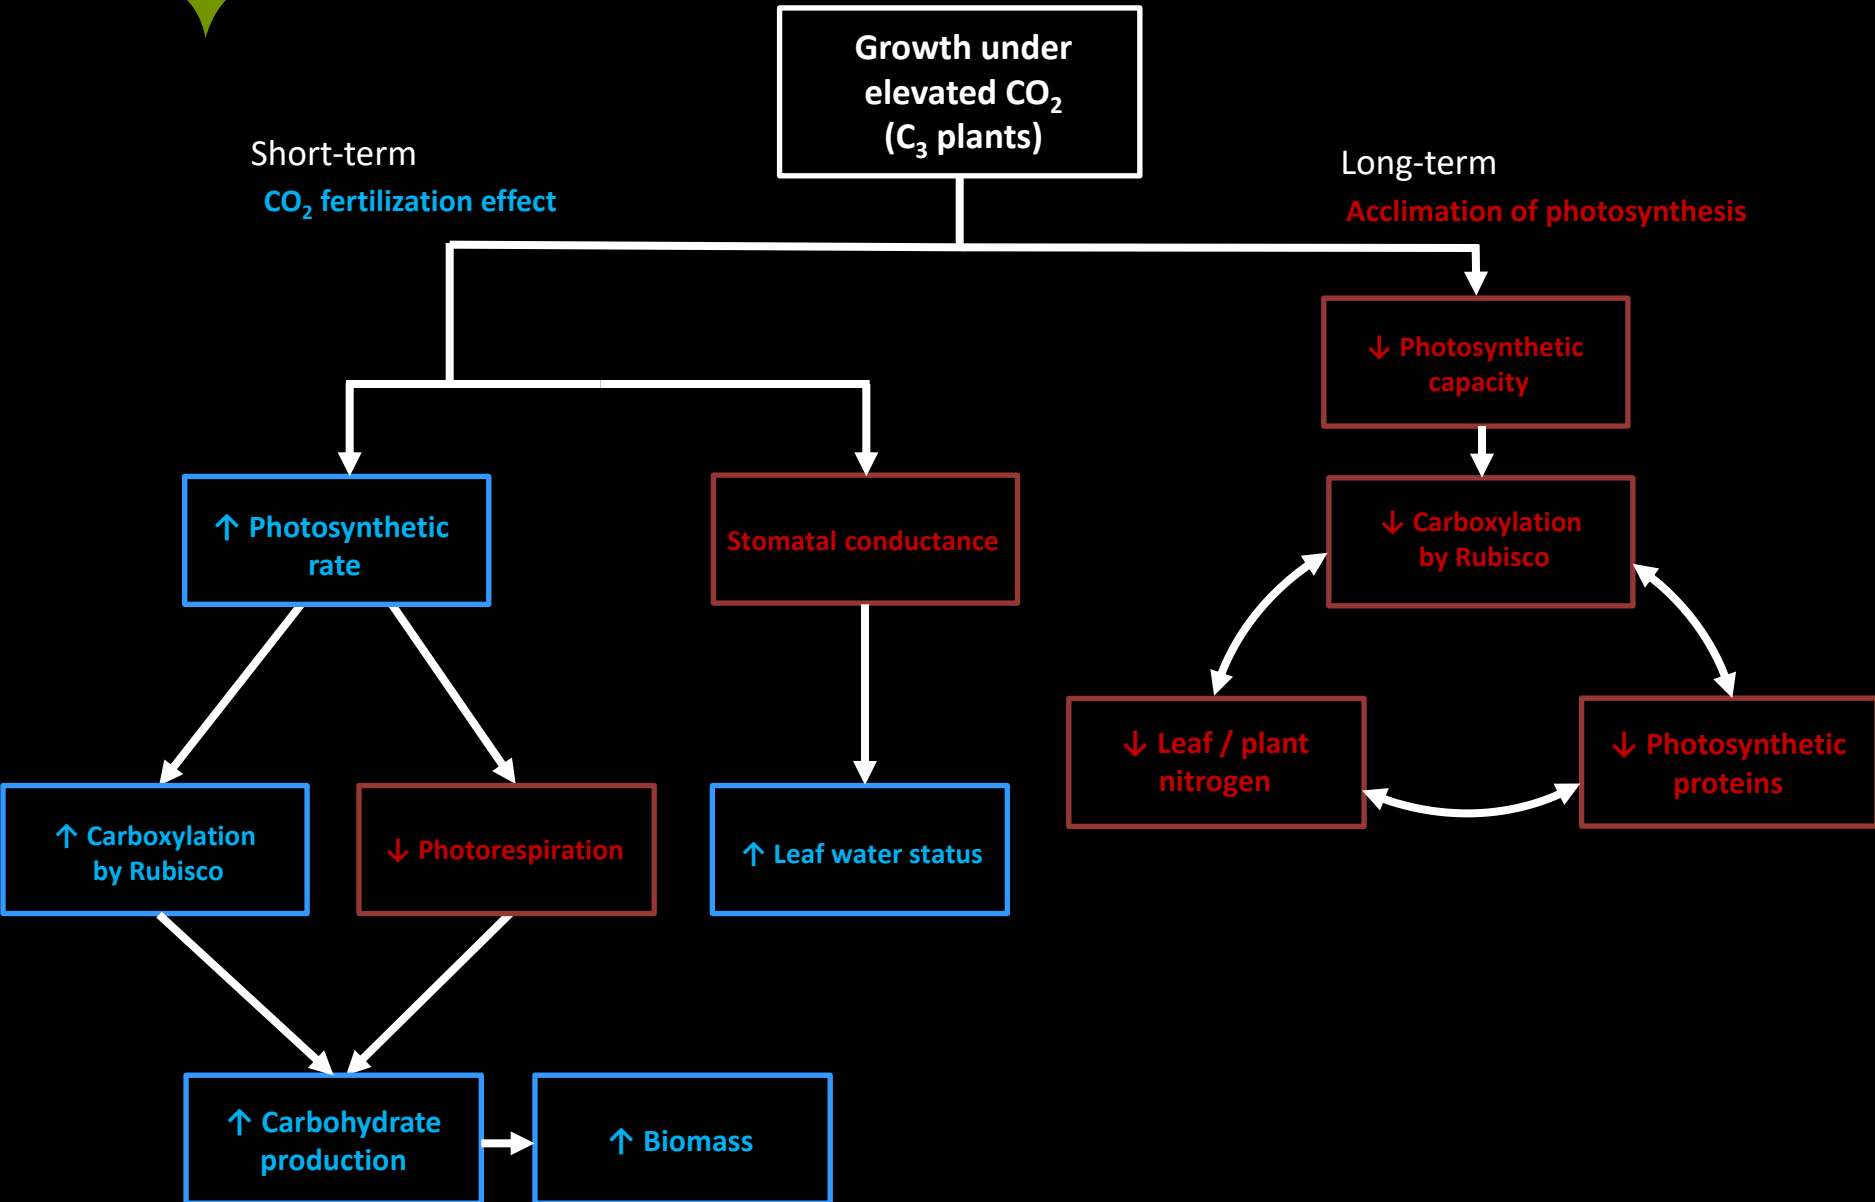 Growth under
elevated CO₂
(C₃ plants)
Short-term
CO₂ fertilization effect
Long-term
Acclimation of photosynthesis
↓ Photosynthetic
capacity
↑ Photosynthetic
rate
Stomatal conductance
↓ Carboxylation
by Rubisco
↓ Leaf / plant
nitrogen
↓ Photosynthetic
proteins
↑ Carboxylation
by Rubisco
↓ Photorespiration
↑ Leaf water status
↑ Carbohydrate
production
↑ Biomass